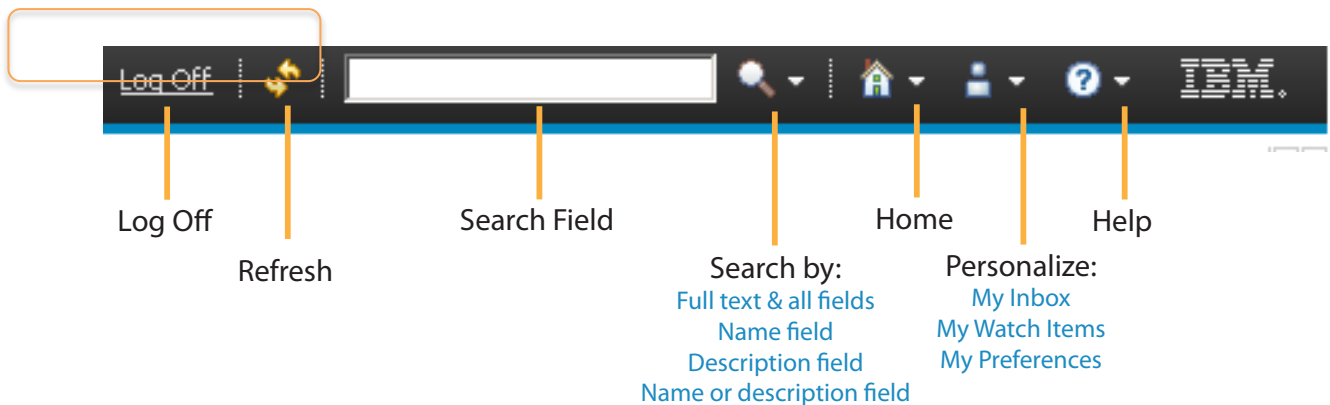 Log Off
IBM.
Log Off
Search Field
Home
Help
Refresh
Search by:
Full text & all fields
Name field
Description field
Name or description field
Personalize:
My Inbox
My Watch Items
My Preferences